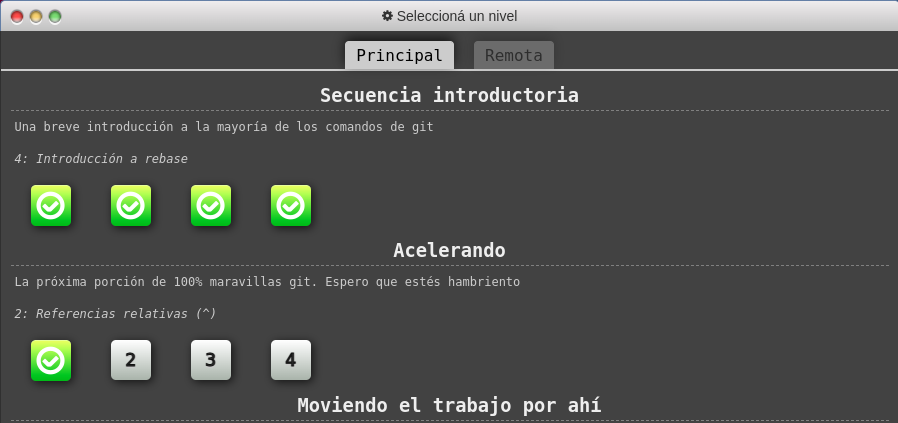 Seleccioná un nivel
Principal
Remota
Secuencia introductoria
Una breve introducción a la mayoría de los comandos de git
4: Introducción a rebase
Acelerando
La próxima porción de 100% maravillas git. Espero que estés hambriento
2: Referencias relativas (^)
2 3 4
Moviendo el trabajo por ahí